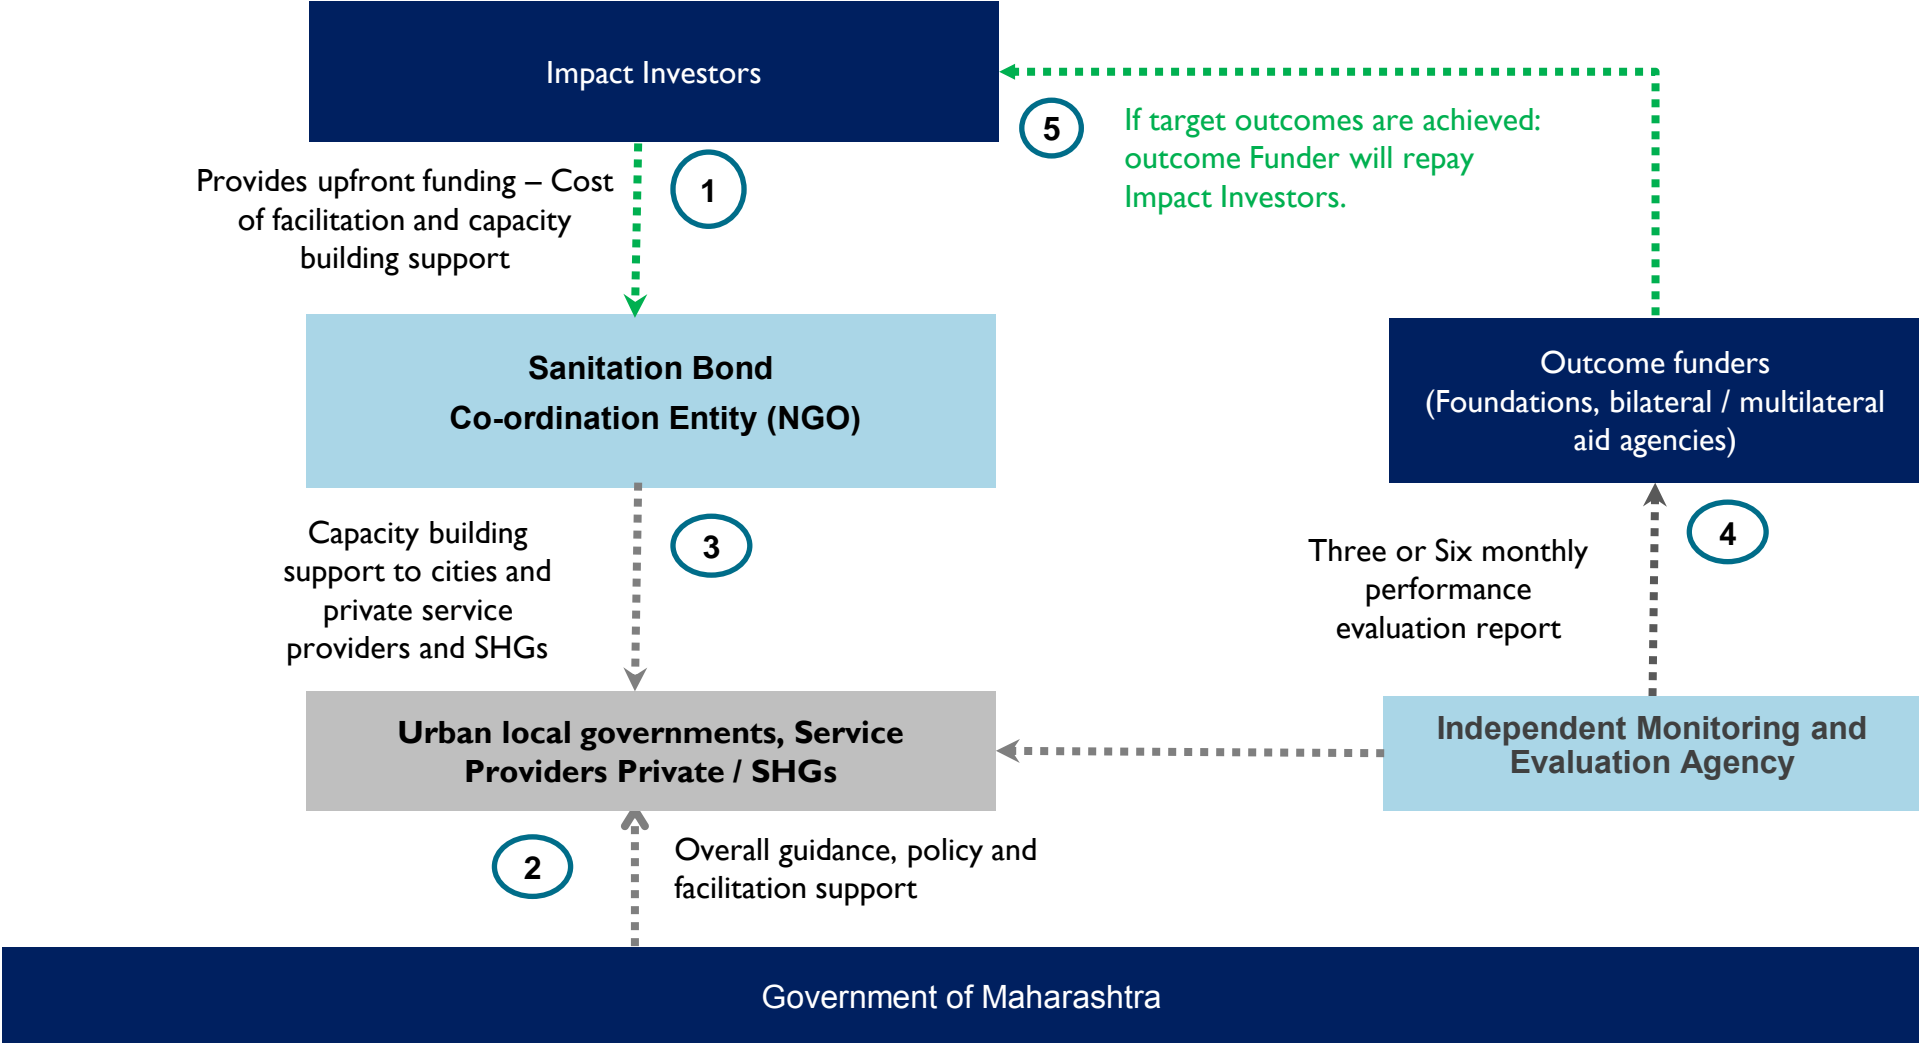 Impact Investors
5
If target outcomes are achieved:
outcome Funder will repay
Impact Investors.
Provides upfront funding – Cost
of facilitation and capacity
building support
1
Sanitation Bond
Co-ordination Entity (NGO)
Outcome funders
(Foundations, bilateral / multilateral
aid agencies)
Capacity building
support to cities and
private service
providers and SHGs
3
Three or Six monthly
performance
evaluation report
4
Urban local governments, Service
Providers Private / SHGs
Independent Monitoring and
Evaluation Agency
2
Overall guidance, policy and
facilitation support
Government of Maharashtra